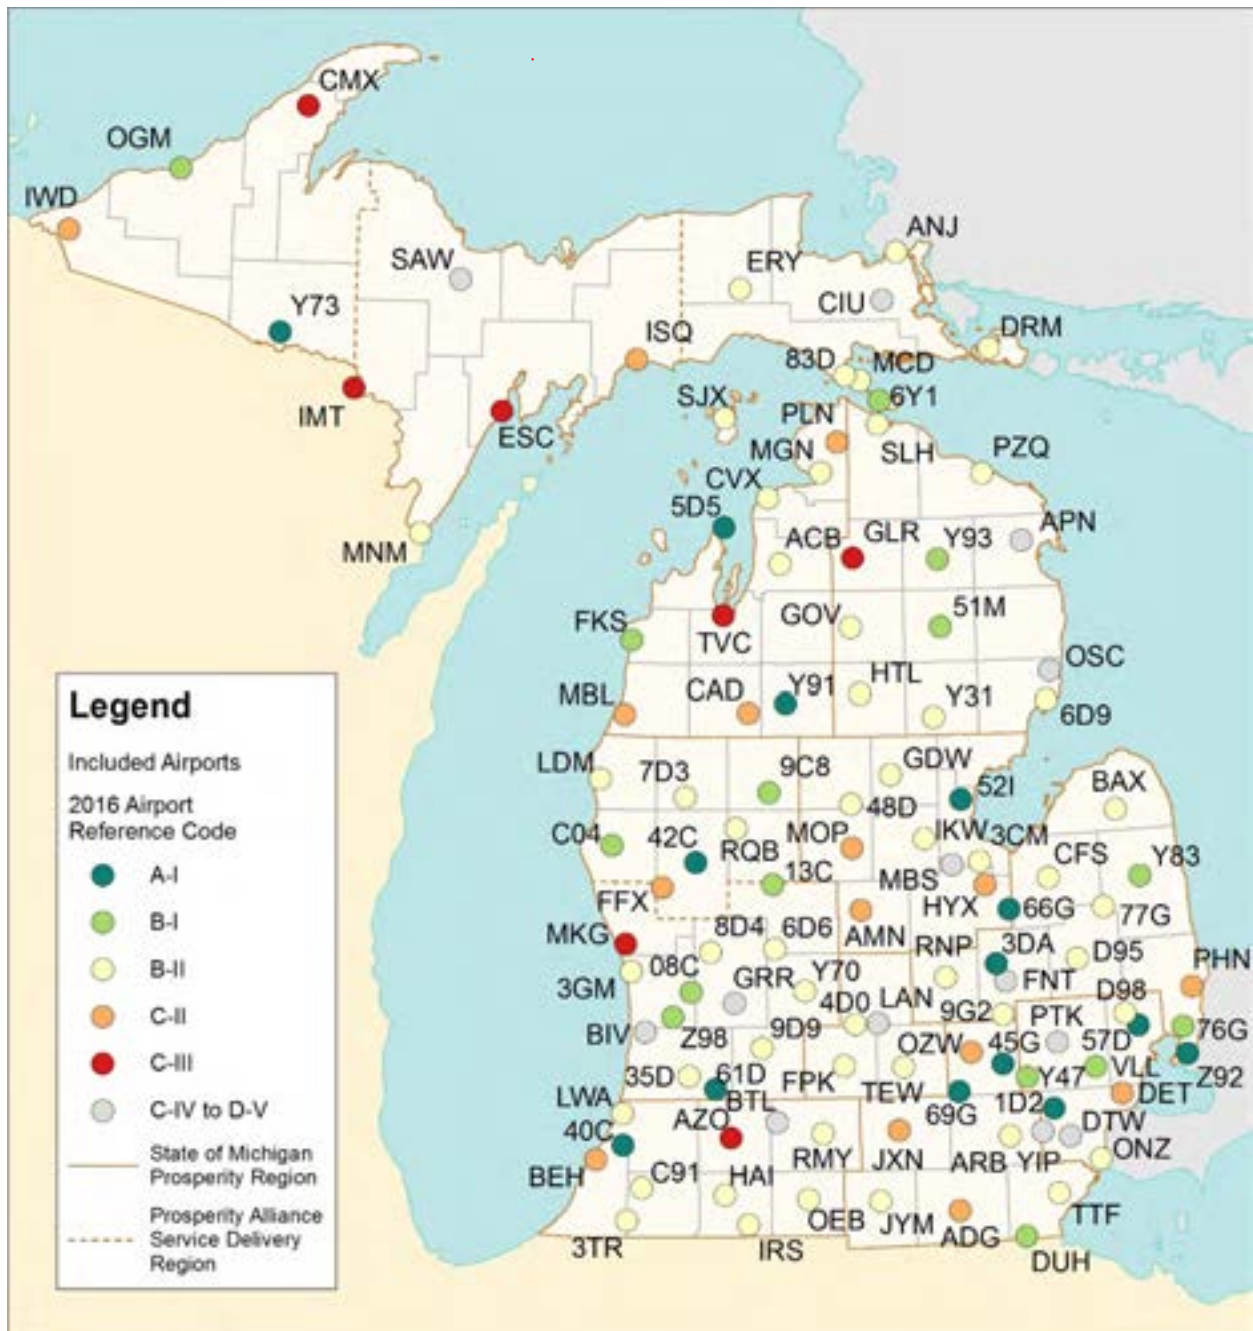 CMX
OGM
IWD
SAW
ANJ
ERY
CIU
Y73
ISQ
DRM
83D
MCD
6Y1
IMT
SJX
PLN
ESC
MGN
SLH
PZQ
CVX
5D5
APN
MNM
ACB
GLR
Y93
GOV
51M
FKS
TVC
OSC
HTL
MBL
CAD
Y91
Y31
6D9
LDM
7D3
9C8
GDW
52I
BAX
48D
C04
42C
RQB
MOP
IKW
3CM
CFS
Y83
13C
MBS
FFX
HYX
66G
77G
MKG
8D4
6D6
AMN
RNP
3DA
D95
PHN
08C
3GM
GRR
Y70
4D0
LAN
FNT
9G2
D98
BIV
Z98
9D9
OZW
45G
PTK
57D
76G
35D
61D
FPK
TEW
Y47
VLL
Z92
LWA
BTL
69G
1D2
DET
40C
AZO
DTW
BEH
C91
HAI
RMY
JXN
ARB
YIP
ONZ
3TR
IRS
OEB
JYM
ADG
TTF
DUH
Legend
Included Airports
2016 Airport
Reference Code
A-I
B-I
B-II
C-II
C-III
C-IV to D-V
State of Michigan
Prosperity Region
Prosperity Alliance
Service Delivery
Region